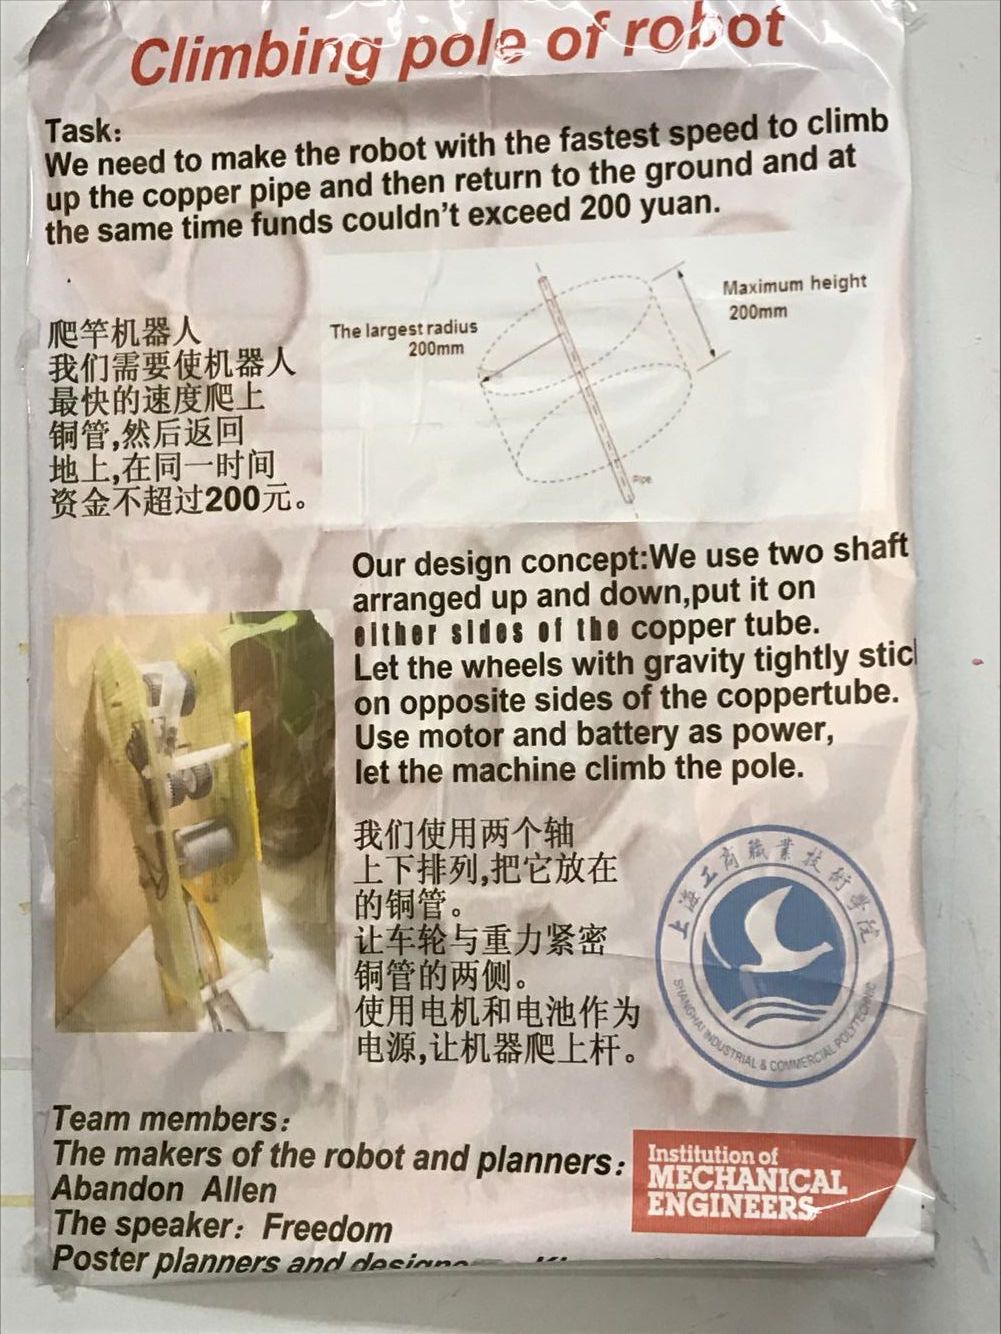 Climbing pole of robot
Task:
We need to make the robot with the fastest speed to climb
up the copper pipe and then return to the ground and at
the same time funds couldn't exceed 200 yuan.
The largest radius
200mm
Maximum height
200mm
Pipe
爬竿机器人
我们需要使机器人
最快的速度爬上
铜管,然后返回
地上,在同一时间
资金不超过200元。
Our design concept:We use two shaft
arranged up and down,put it on
either sides of the copper tube.
Let the wheels with gravity tightly
on opposite sides of the coppertube.
Use motor and battery as power,
let the machine climb the pole.
我们使用两个轴
上下排列,把它放在
的铜管。
让车轮与重力紧密
铜管的两侧。
使用电机和电池作为
电源,让机器爬上杆。
上海工商職業技術學院
SHANGHAI INDUSTRIAL & COMMERCIAL POLYTECHNIC
Team members:
The makers of the robot and planners:
Abandon Allen
The speaker: Freedom
Poster planners and
Institution of
MECHANICAL
ENGINEERS